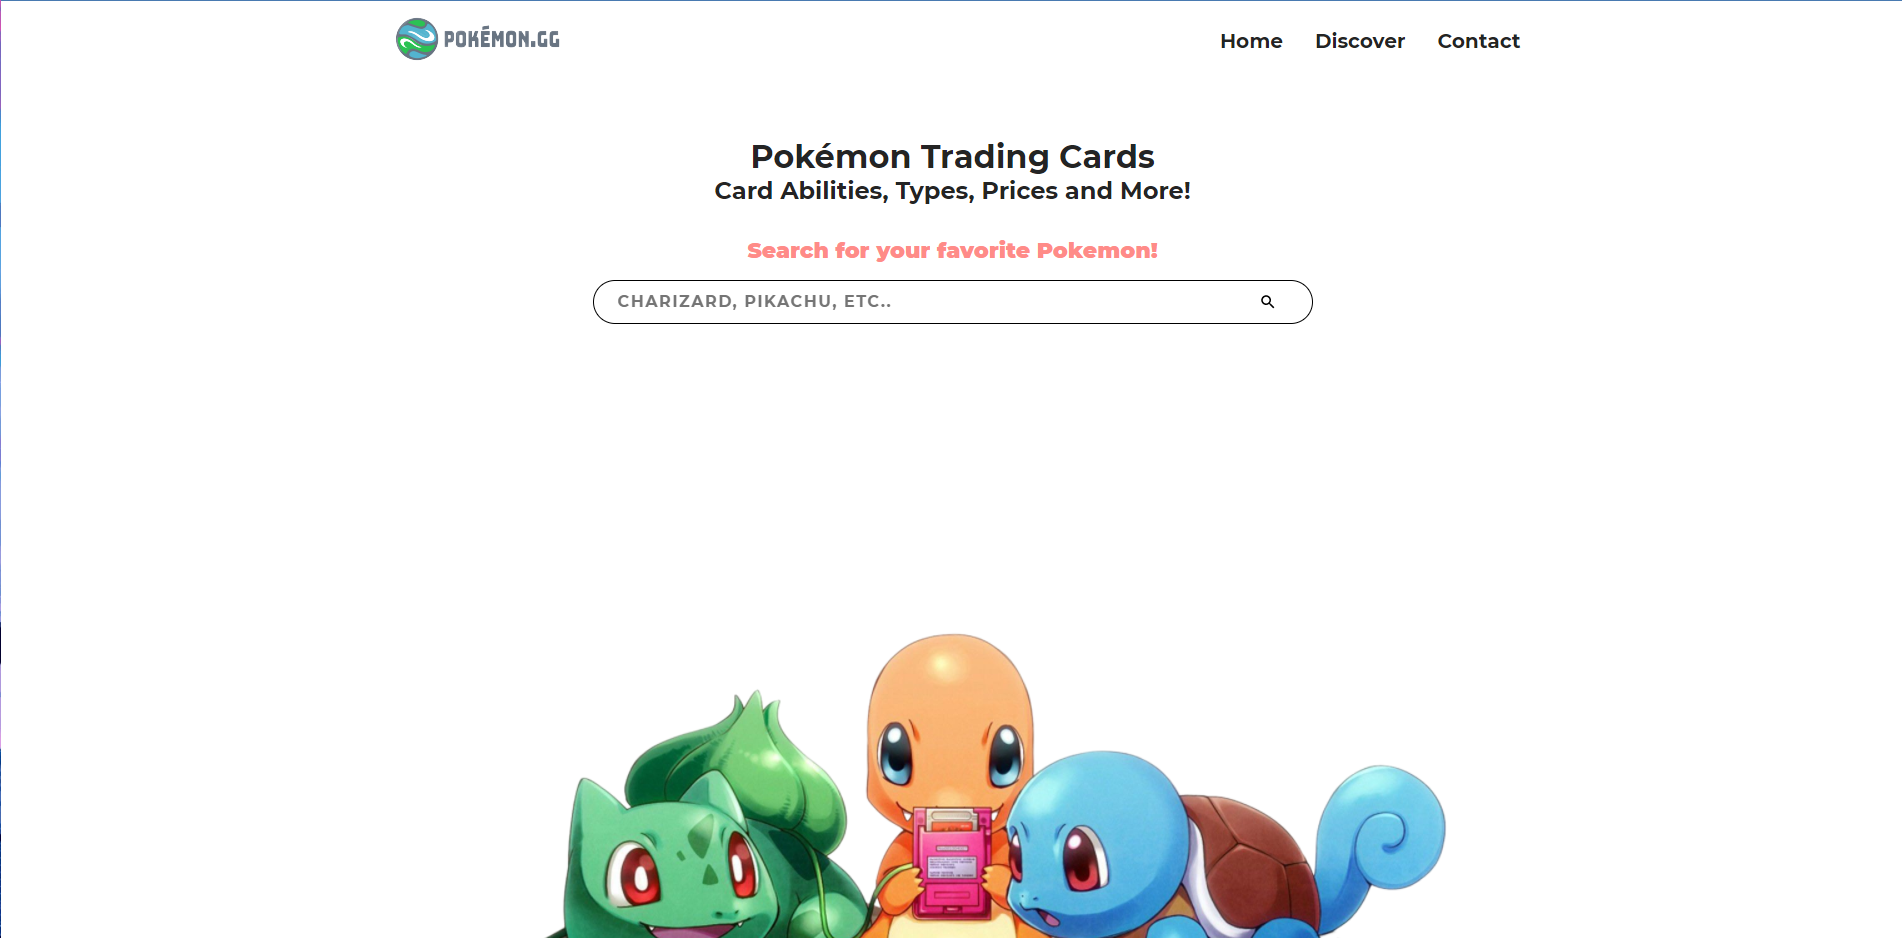 POKÉMON.GG
Home Discover Contact
Pokémon Trading Cards
Card Abilities, Types, Prices and More!
Search for your favorite Pokemon!
CHARIZARD, PIKACHU, ETC..